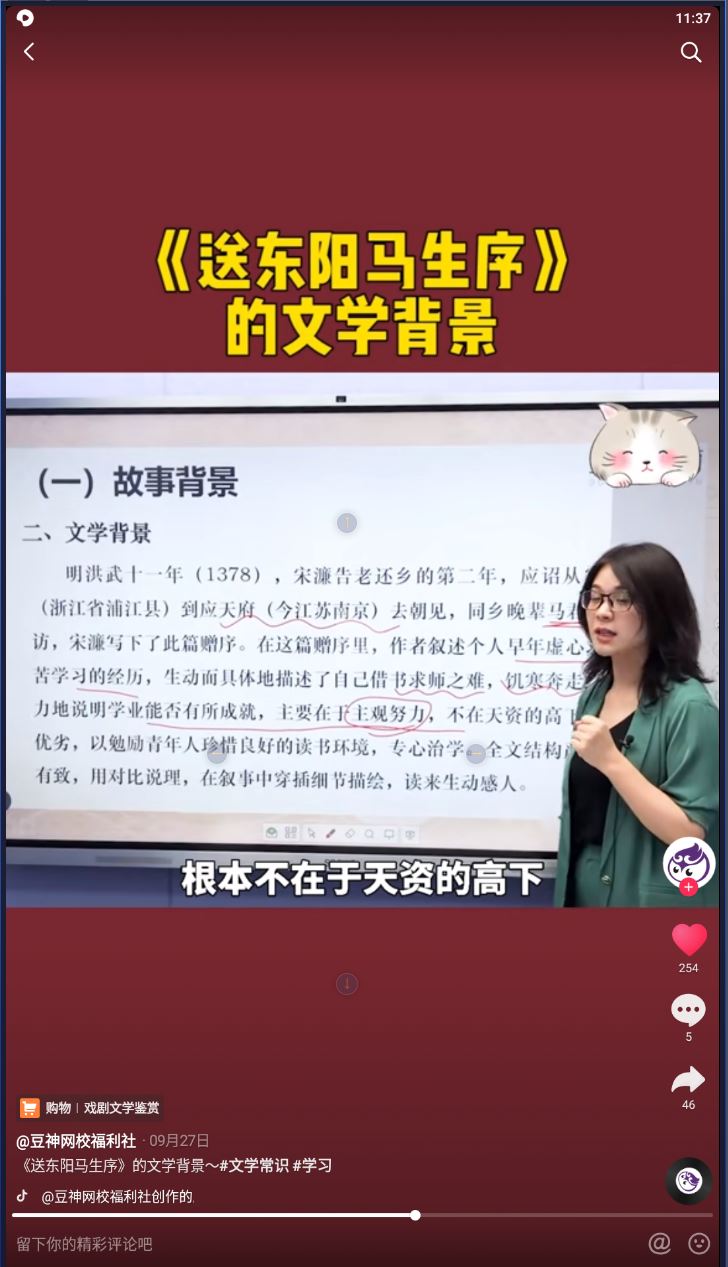 11:37
《送东阳马生序》
的文学背景
（一）故事背景
二、文学背景
明洪武十一年（1378），宋濂告老还乡的第二年，应诏从
（浙江省浦江县）到应天府（今江苏南京）去朝见，同乡晚辈马
访，宋濂写下了此篇赠序。在这篇赠序里，作者叙述个人早年虚心
苦学习的经历，生动而具体地描述了自己借书求师之难，饥寒奔走
力地说明学业能否有所成就，主要在于主观努力，不在天资的高
优劣，以勉励青年人珍惜良好的读书环境，专心治学。全文结构
有致，用对比说理，在叙事中穿插细节描绘，读来生动感人。
根本不在于天资的高下
254
5
46
购物 | 戏剧文学鉴赏
@豆神网校福利社 · 09月27日
《送东阳马生序》的文学背景～#文学常识 #学习
@豆神网校福利社创作的
留下你的精彩评论吧